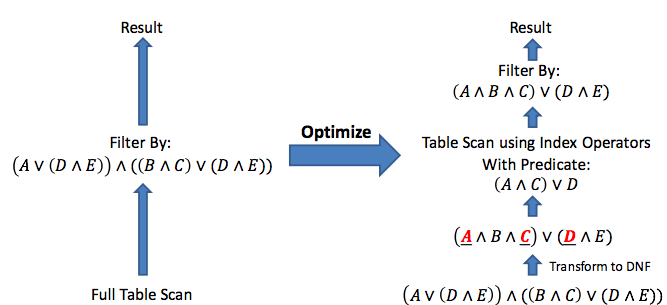 Result
Filter By:
(A ∨ (D ∧ E)) ∧ ((B ∧ C) ∨ (D ∧ E))
Full Table Scan
Optimize
Result
Filter By:
(A ∧ B ∧ C) ∨ (D ∧ E)
Table Scan using Index Operators
With Predicate:
(A ∧ C) ∨ D
(A ∧ B ∧ C) ∨ (D ∧ E)
Transform to DNF
(A ∨ (D ∧ E)) ∧ ((B ∧ C) ∨ (D ∧ E))